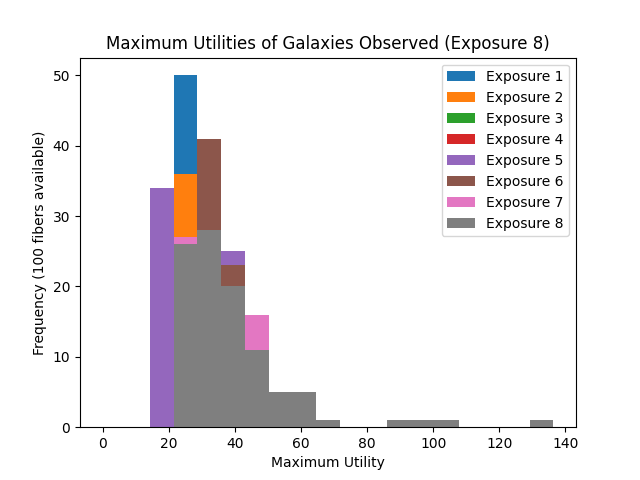 Maximum Utilities of Galaxies Observed (Exposure 8)
Exposure 1
Exposure 2
Exposure 3
Exposure 4
Exposure 5
Exposure 6
Exposure 7
Exposure 8
Frequency (100 fibers available)
50
40
30
20
10
0
0 20 40 60 80 100 120 140
Maximum Utility